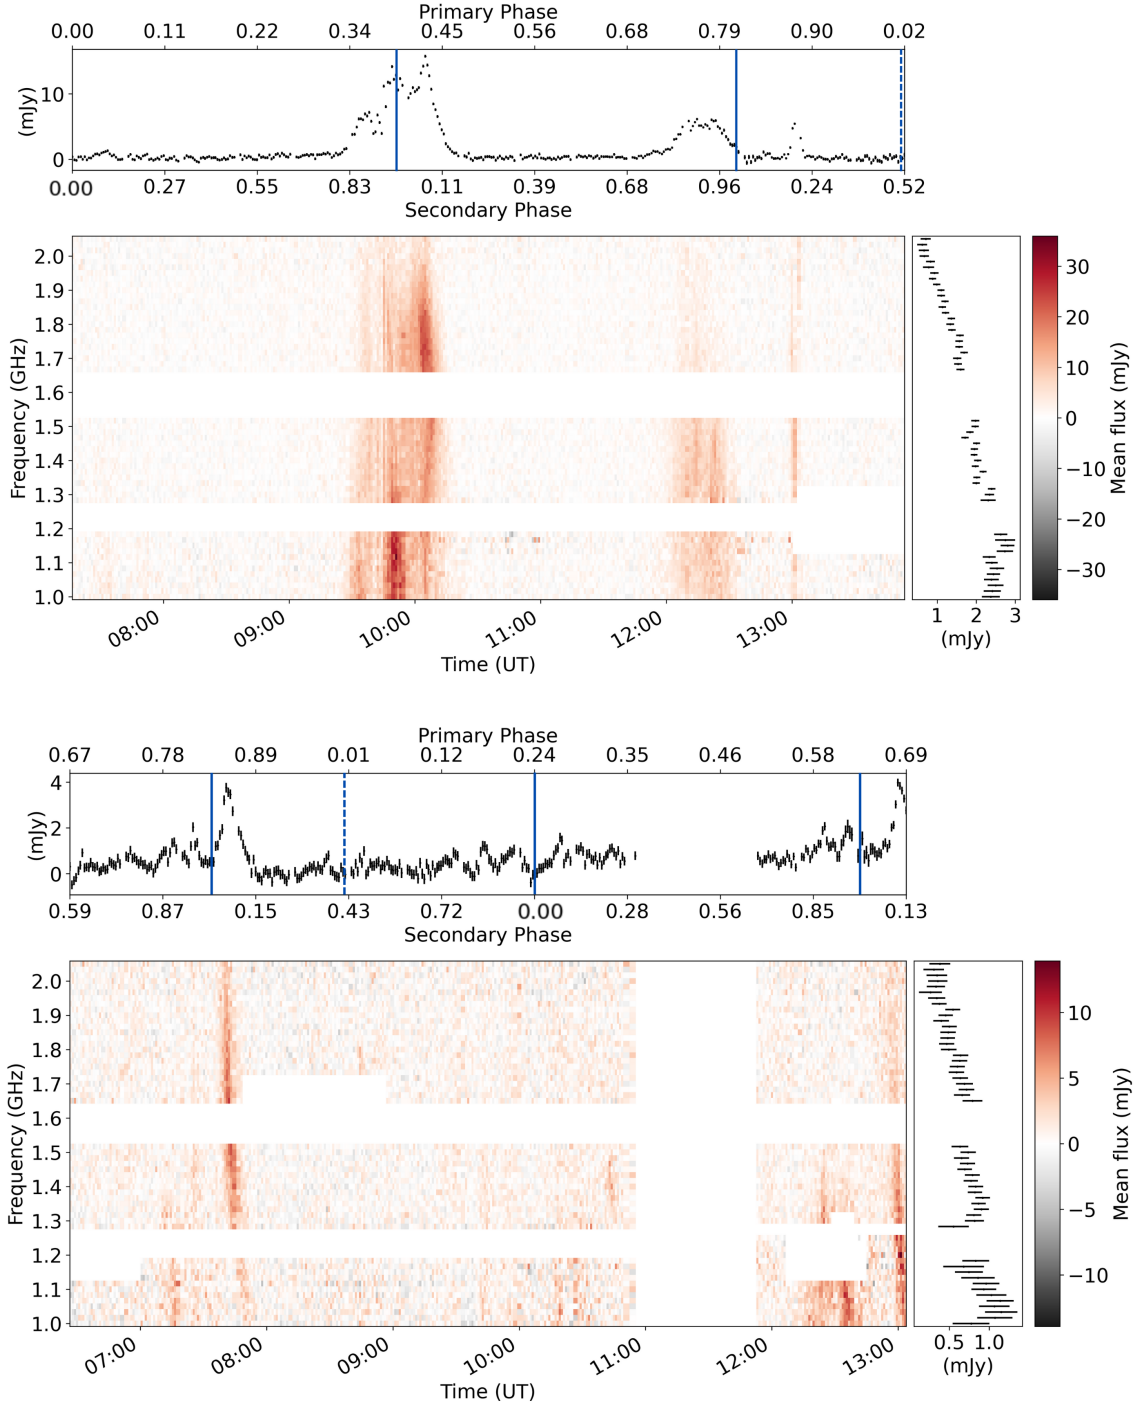 Primary Phase
0.00 0.11 0.22 0.34 0.45 0.56 0.68 0.79 0.90 0.02
(mJy)
10
0
0.00 0.27 0.55 0.83 0.11 0.39 0.68 0.96 0.24 0.52
Secondary Phase
Frequency (GHz)
2.0
1.9
1.8
1.7
1.6
1.5
1.4
1.3
1.2
1.1
1.0
08:00 09:00 10:00 11:00 12:00 13:00
Time (UT)
1 2 3
(mJy)
30
20
10
0
−10
−20
−30
Mean flux (mJy)
Primary Phase
0.67 0.78 0.89 0.01 0.12 0.24 0.35 0.46 0.58 0.69
(mJy)
4
2
0
0.59 0.87 0.15 0.43 0.72 0.00 0.28 0.56 0.85 0.13
Secondary Phase
Frequency (GHz)
2.0
1.9
1.8
1.7
1.6
1.5
1.4
1.3
1.2
1.1
1.0
07:00 08:00 09:00 10:00 11:00 12:00 13:00
Time (UT)
0.5 1.0
(mJy)
10
5
0
−5
−10
Mean flux (mJy)